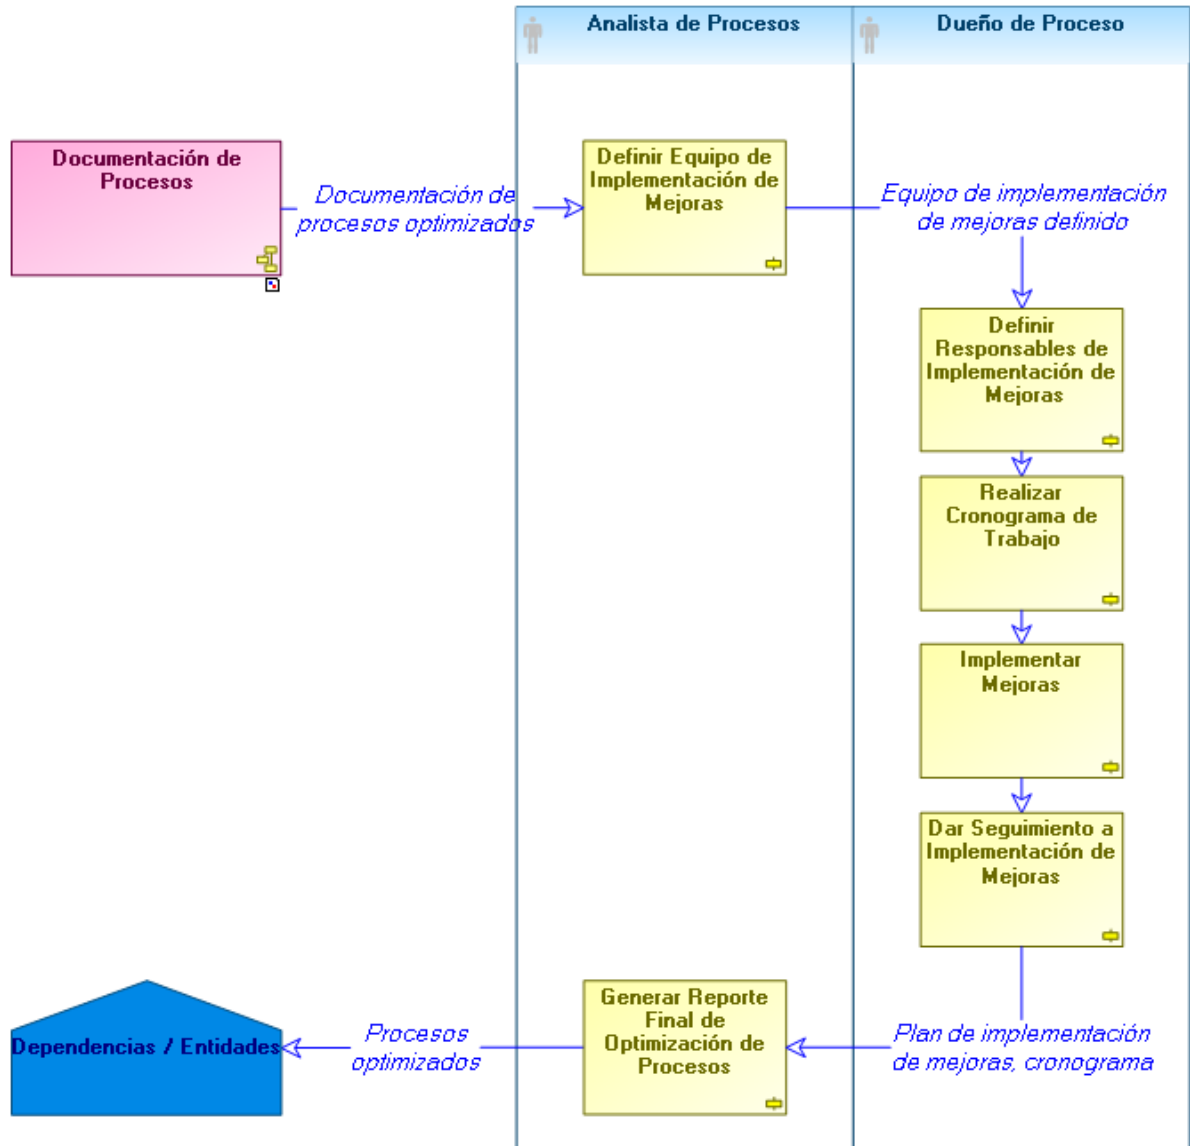 Analista de Procesos
Dueño de Proceso
Documentación de
Procesos
Documentación de
procesos optimizados
Definir Equipo de
Implementación de
Mejoras
Equipo de implementación
de mejoras definido
Definir
Responsables de
Implementación de
Mejoras
Realizar
Cronograma de
Trabajo
Implementar
Mejoras
Dar Seguimiento a
Implementación de
Mejoras
Plan de implementación
de mejoras, cronograma
Generar Reporte
Final de
Optimización de
Procesos
Procesos
optimizados
Dependencias / Entidades